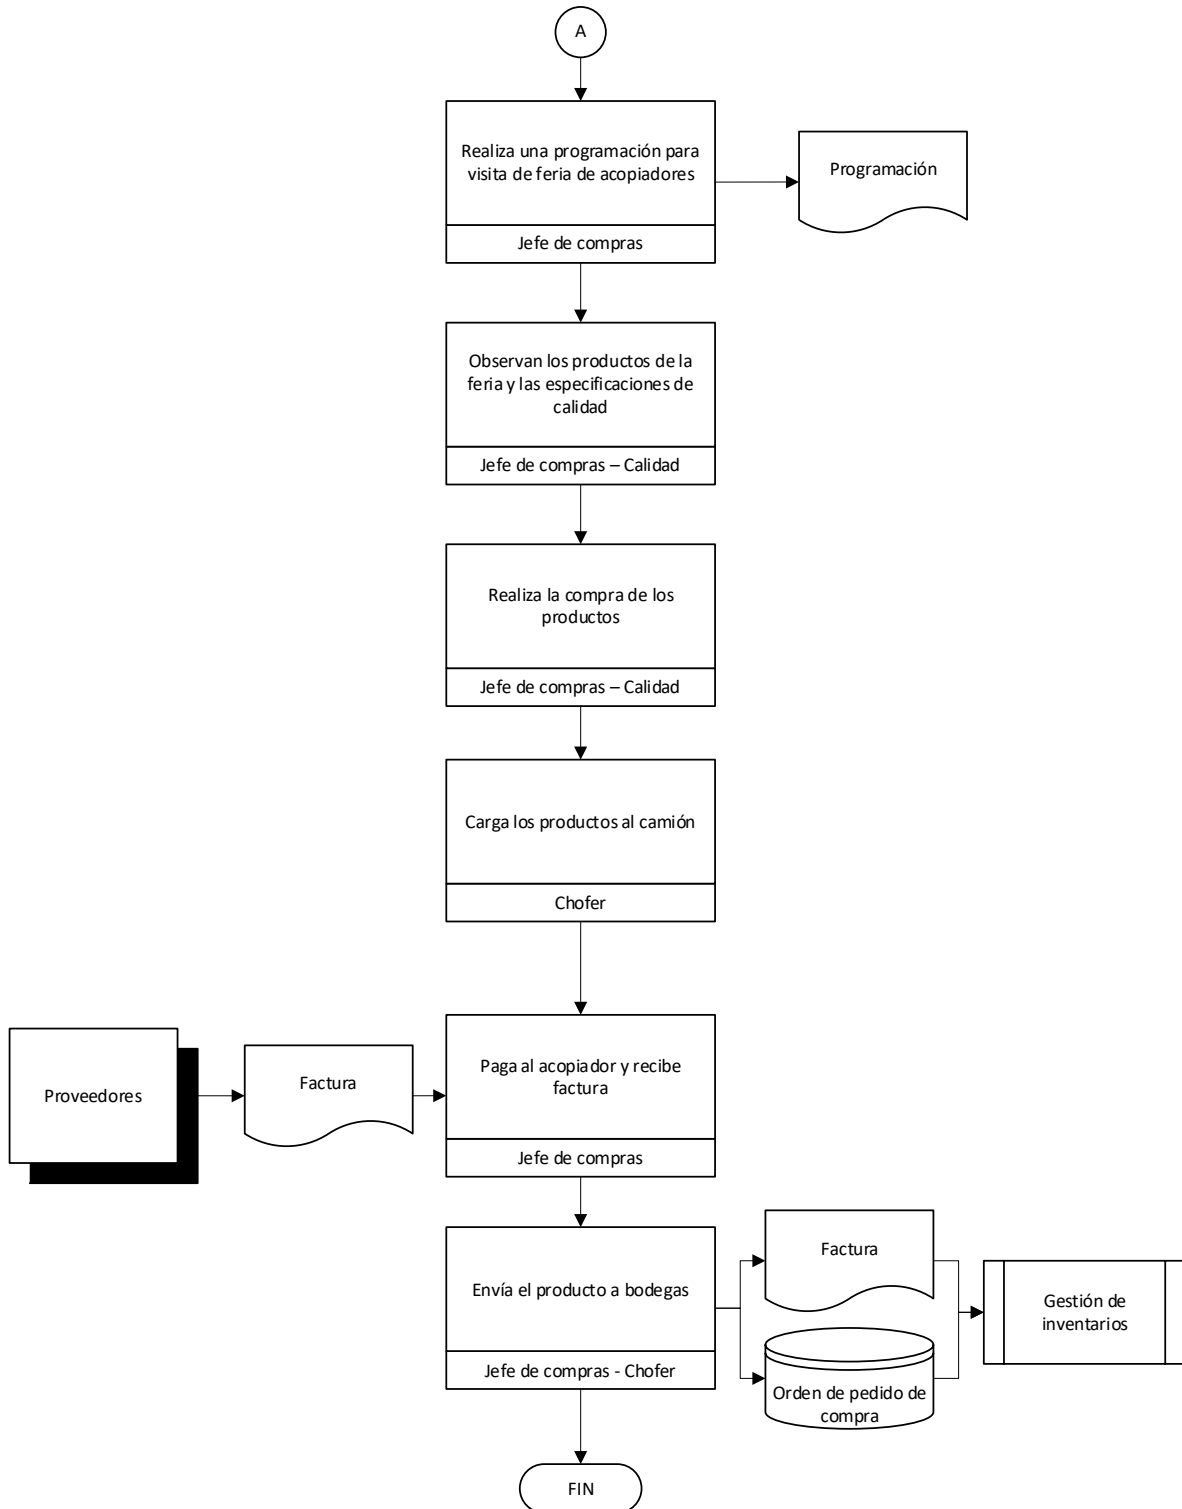 A
Realiza una programación para
visita de feria de acopiadores
Jefe de compras
Programación
Observan los productos de la
feria y las especificaciones de
calidad
Jefe de compras – Calidad
Realiza la compra de los
productos
Jefe de compras – Calidad
Carga los productos al camión
Chofer
Proveedores
Factura
Paga al acopiador y recibe
factura
Jefe de compras
Envía el producto a bodegas
Jefe de compras - Chofer
Factura
Orden de pedido de
compra
Gestión de
inventarios
FIN